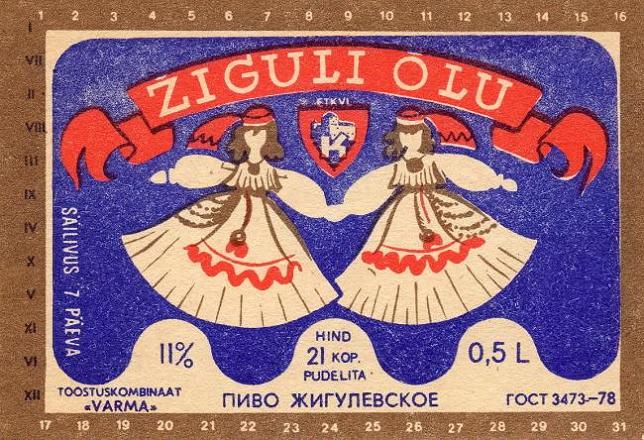 1 2 3 4 5 6 7 8 9 10 11 12 13 14 15 16
I
VII
II
VIII
III
IX
IV
X
V
XI
VI
XII
ŽIGULI ÕLU
ETKVL
SÄILIVUS 7 PÄEVA
11%
HIND
21 KOP.
PUDELITA
0,5 L
TÖÖSTUSKOMBINAAT
«VARMA»
ПИВО ЖИГУЛЕВСКОЕ
ГОСТ 3473-78
17 18 19 20 21 22 23 24 25 26 27 28 29 30 31